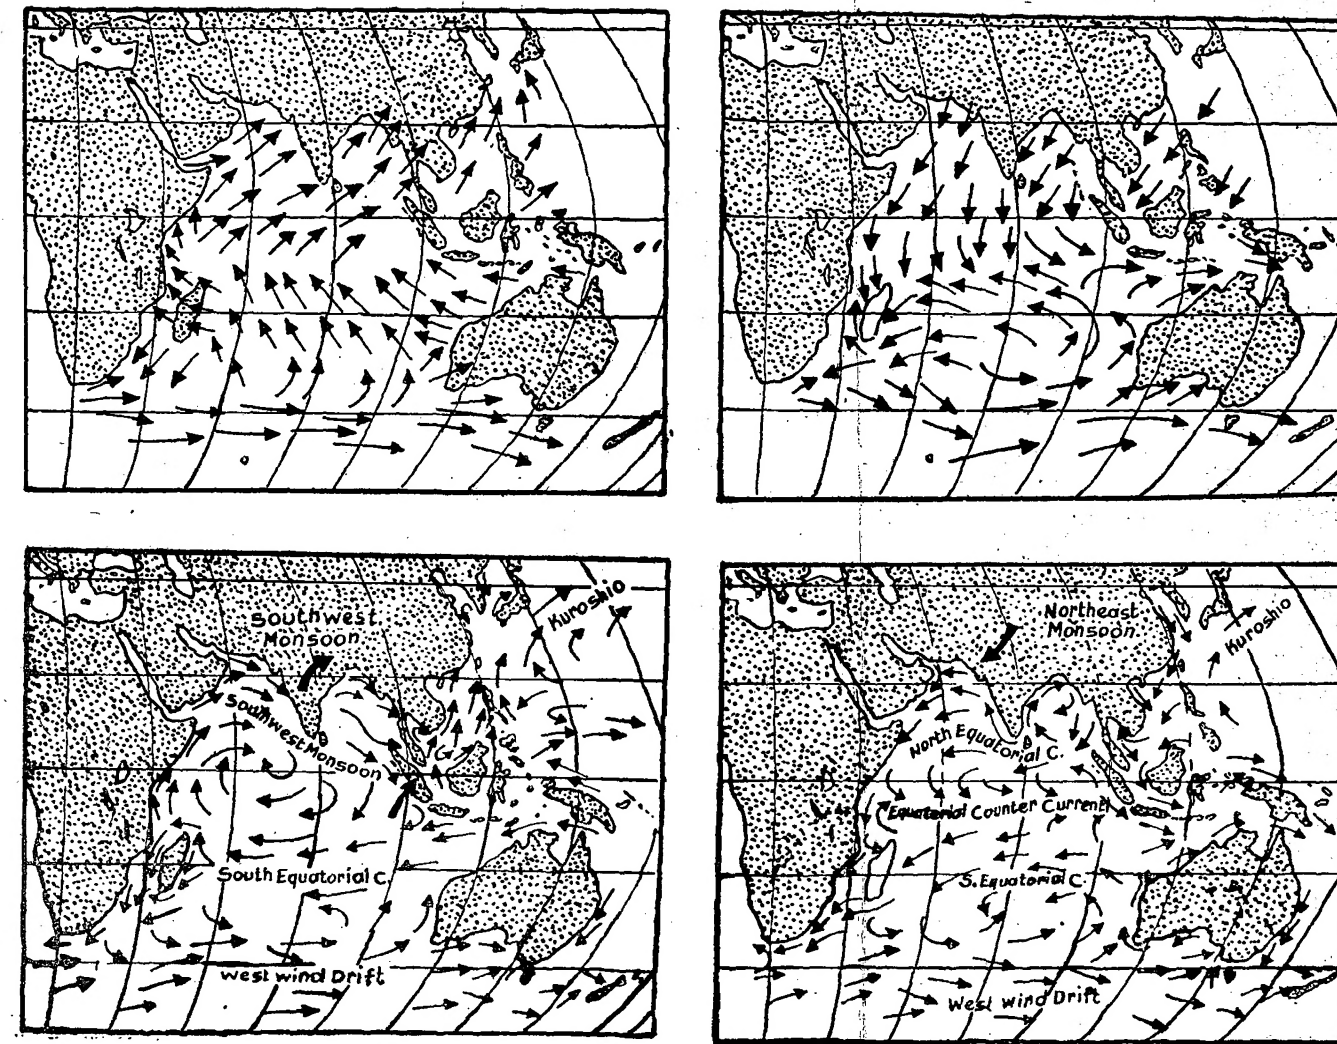 Southwest
Monsoon
Kuroshio
Southwest Monsoon
South Equatorial C.
West wind Drift
Northeast
Monsoon
Kuroshio
North Equatorial C.
Equatorial Counter Current
S. Equatorial C.
West wind Drift